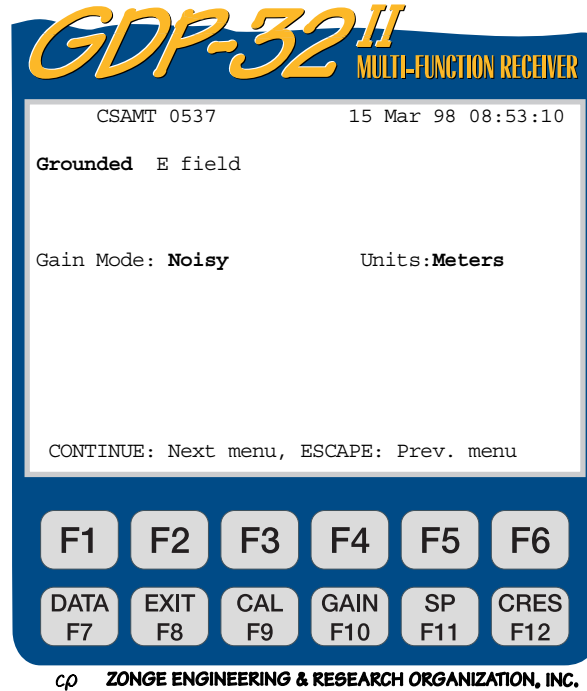 GDP-32 II
MULTI-FUNCTION RECEIVER
CSAMT 0537 15 Mar 98 08:53:10
Grounded E field
Gain Mode: Noisy Units:Meters
CONTINUE: Next menu, ESCAPE: Prev. menu
F1 F2 F3 F4 F5 F6
DATA EXIT CAL GAIN SP CRES
F7 F8 F9 F10 F11 F12
ZONGE ENGINEERING & RESEARCH ORGANIZATION, INC.